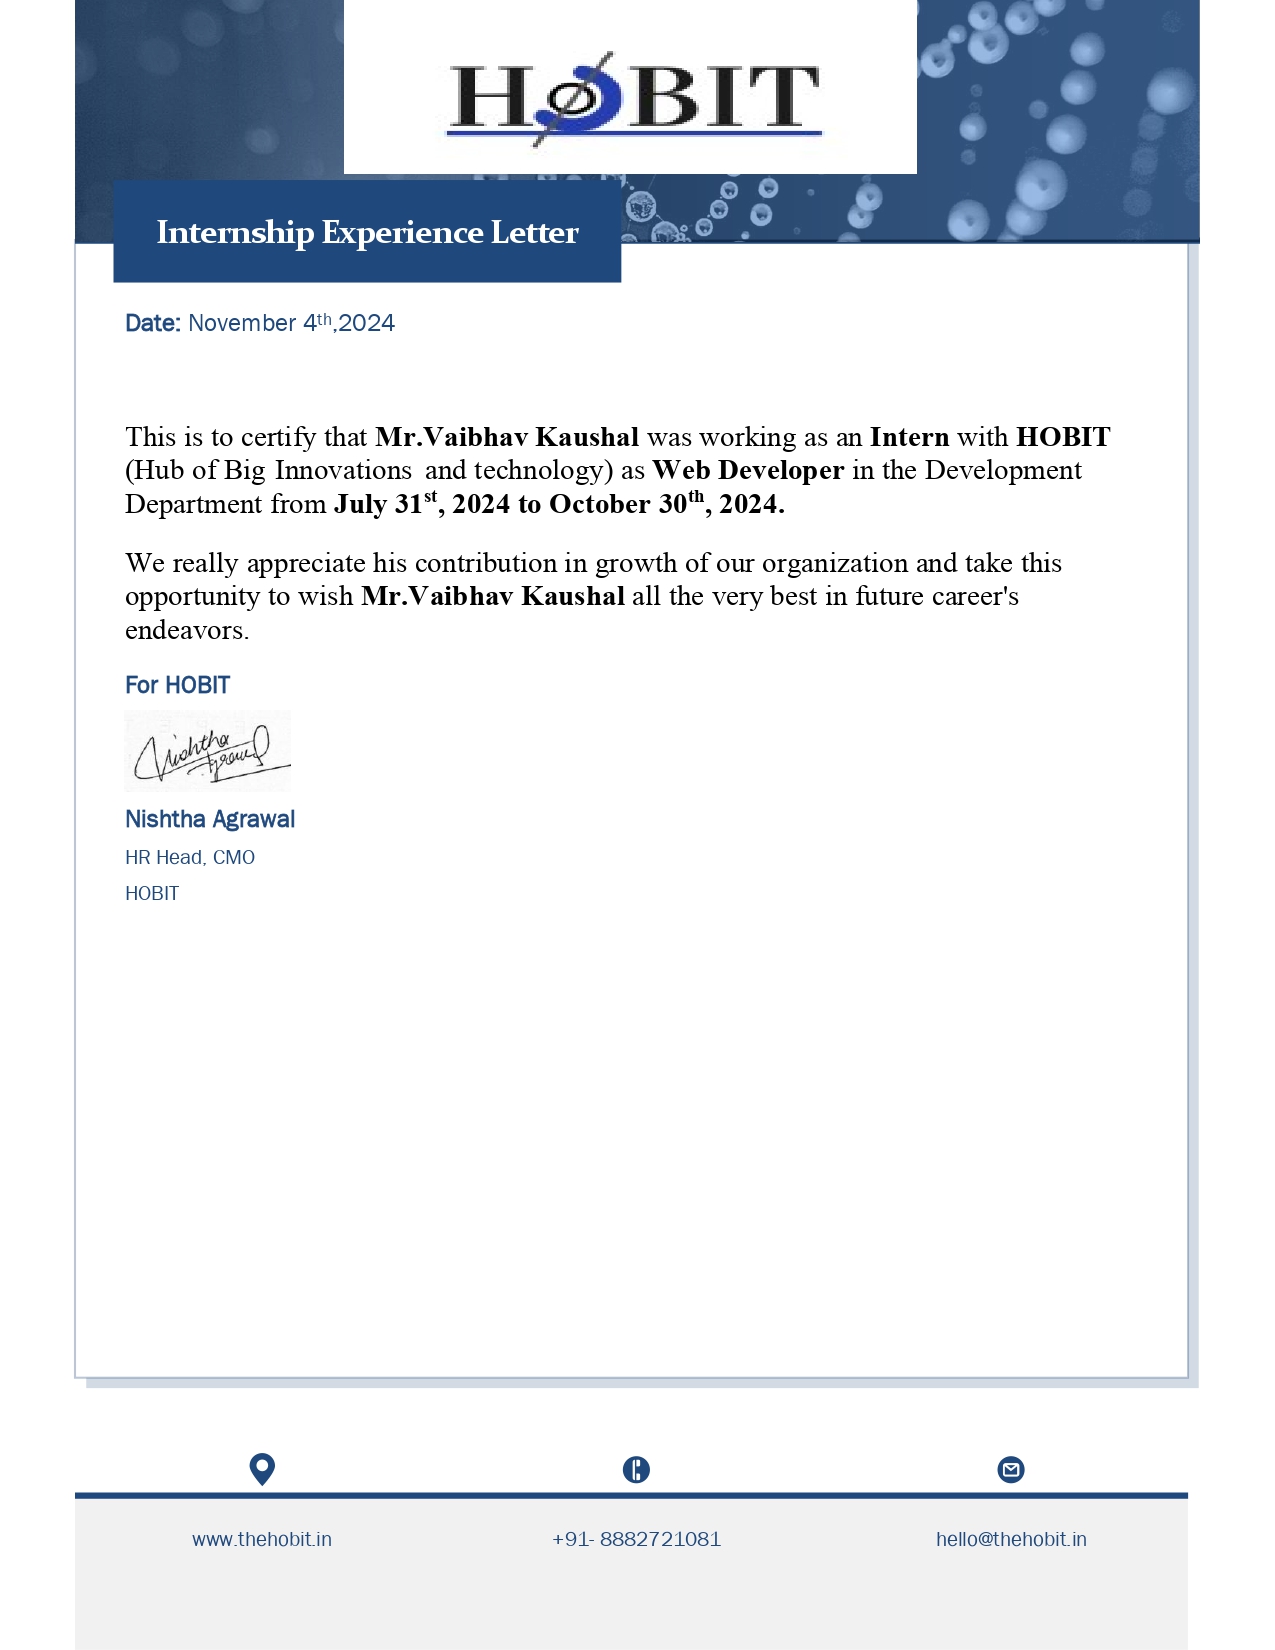 HOBIT
Internship Experience Letter
Date: November 4th,2024
This is to certify that Mr.Vaibhav Kaushal was working as an Intern with HOBIT
(Hub of Big Innovations and technology) as Web Developer in the Development
Department from July 31st, 2024 to October 30th, 2024.
We really appreciate his contribution in growth of our organization and take this
opportunity to wish Mr.Vaibhav Kaushal all the very best in future career's
endeavors.
For HOBIT
Nishtha
Agrawal
Nishtha Agrawal
HR Head, CMO
HOBIT
www.thehobit.in
+91- 8882721081
hello@thehobit.in